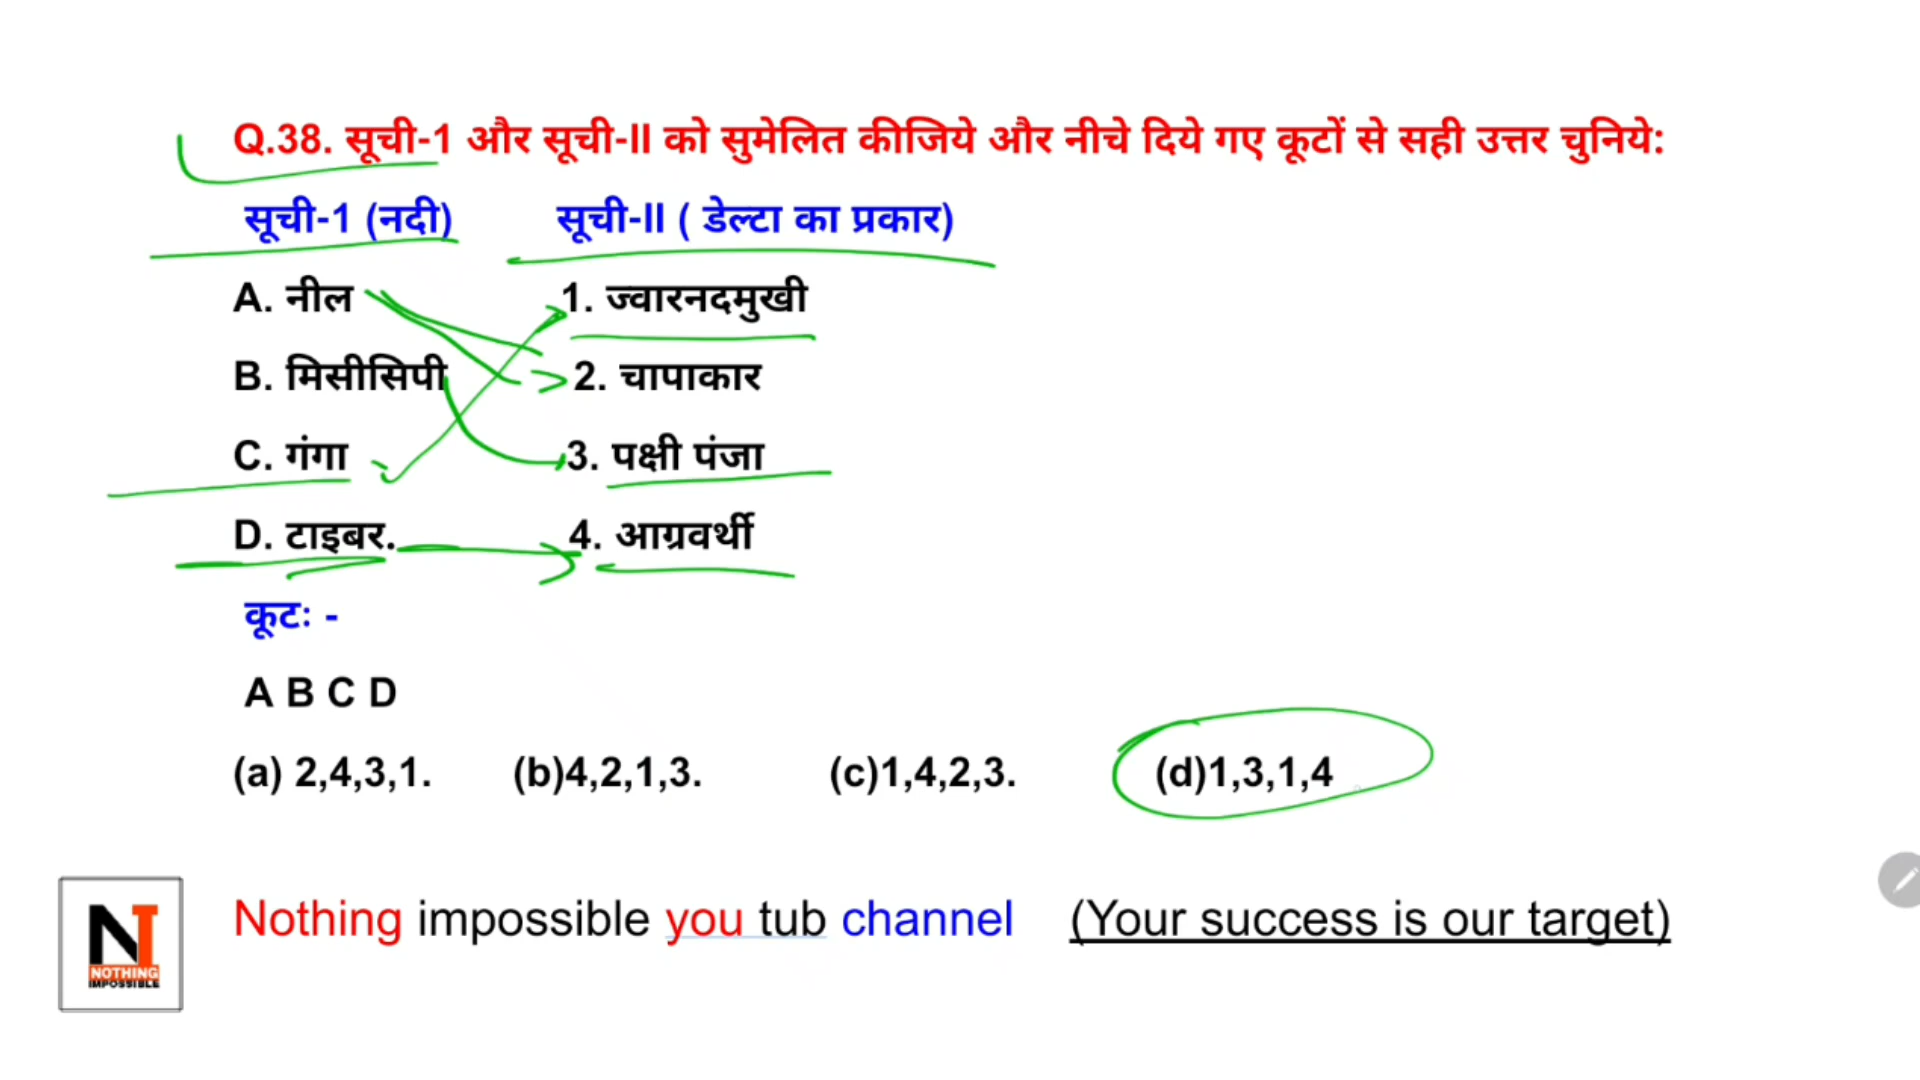 Q.38. सूची-1 और सूची-II को सुमेलित कीजिये और नीचे दिये गए कूटों से सही उत्तर चुनिये:
सूची-1 (नदी) सूची-II ( डेल्टा का प्रकार)
A. नील 1. ज्वारनदमुखी
B. मिसीसिपी 2. चापाकार
C. गंगा 3. पक्षी पंजा
D. टाइबर. 4. आग्रवर्थी
कूटः -
A B C D
(a) 2,4,3,1. (b)4,2,1,3. (c)1,4,2,3. (d)1,3,1,4
Nothing impossible you tub channel (Your success is our target)
NI
NOTHING
IMPOSSIBLE